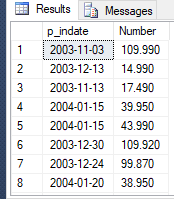 Results Messages
p_indate Number
1 2003-11-03 109.990
2 2003-12-13 14.990
3 2003-11-13 17.490
4 2004-01-15 39.950
5 2004-01-15 43.990
6 2003-12-30 109.920
7 2003-12-24 99.870
8 2004-01-20 38.950